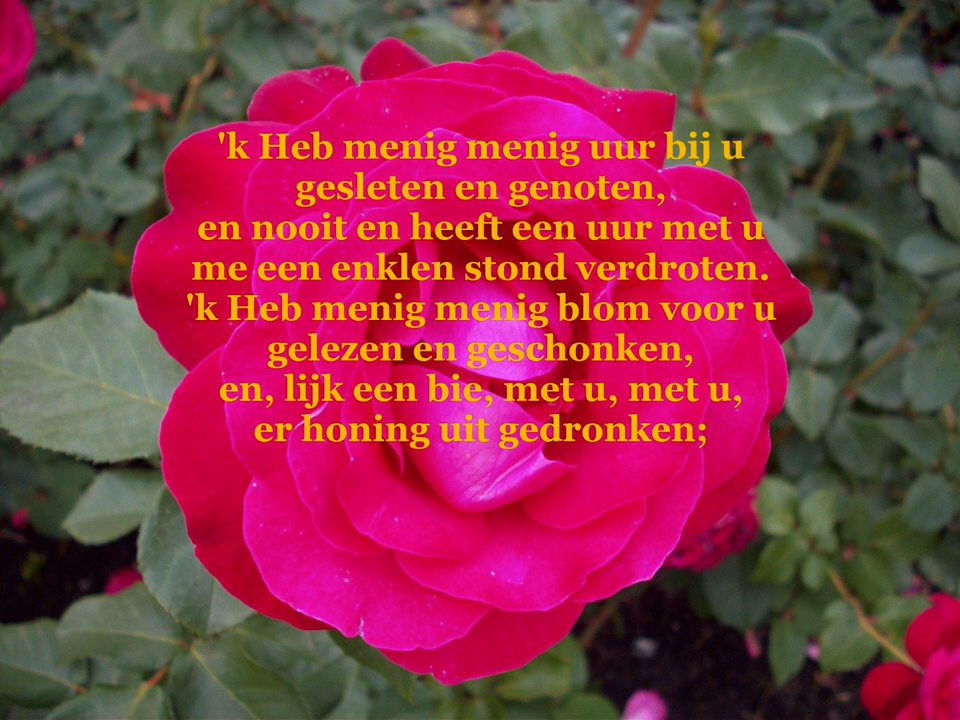 'k Heb menig menig uur bij u
gesleten en genoten,
en nooit en heeft een uur met u
me een enklen stond verdroten.
'k Heb menig menig blom voor u
gelezen en geschonken,
en, lijk een bie, met u, met u,
er honing uit gedronken;